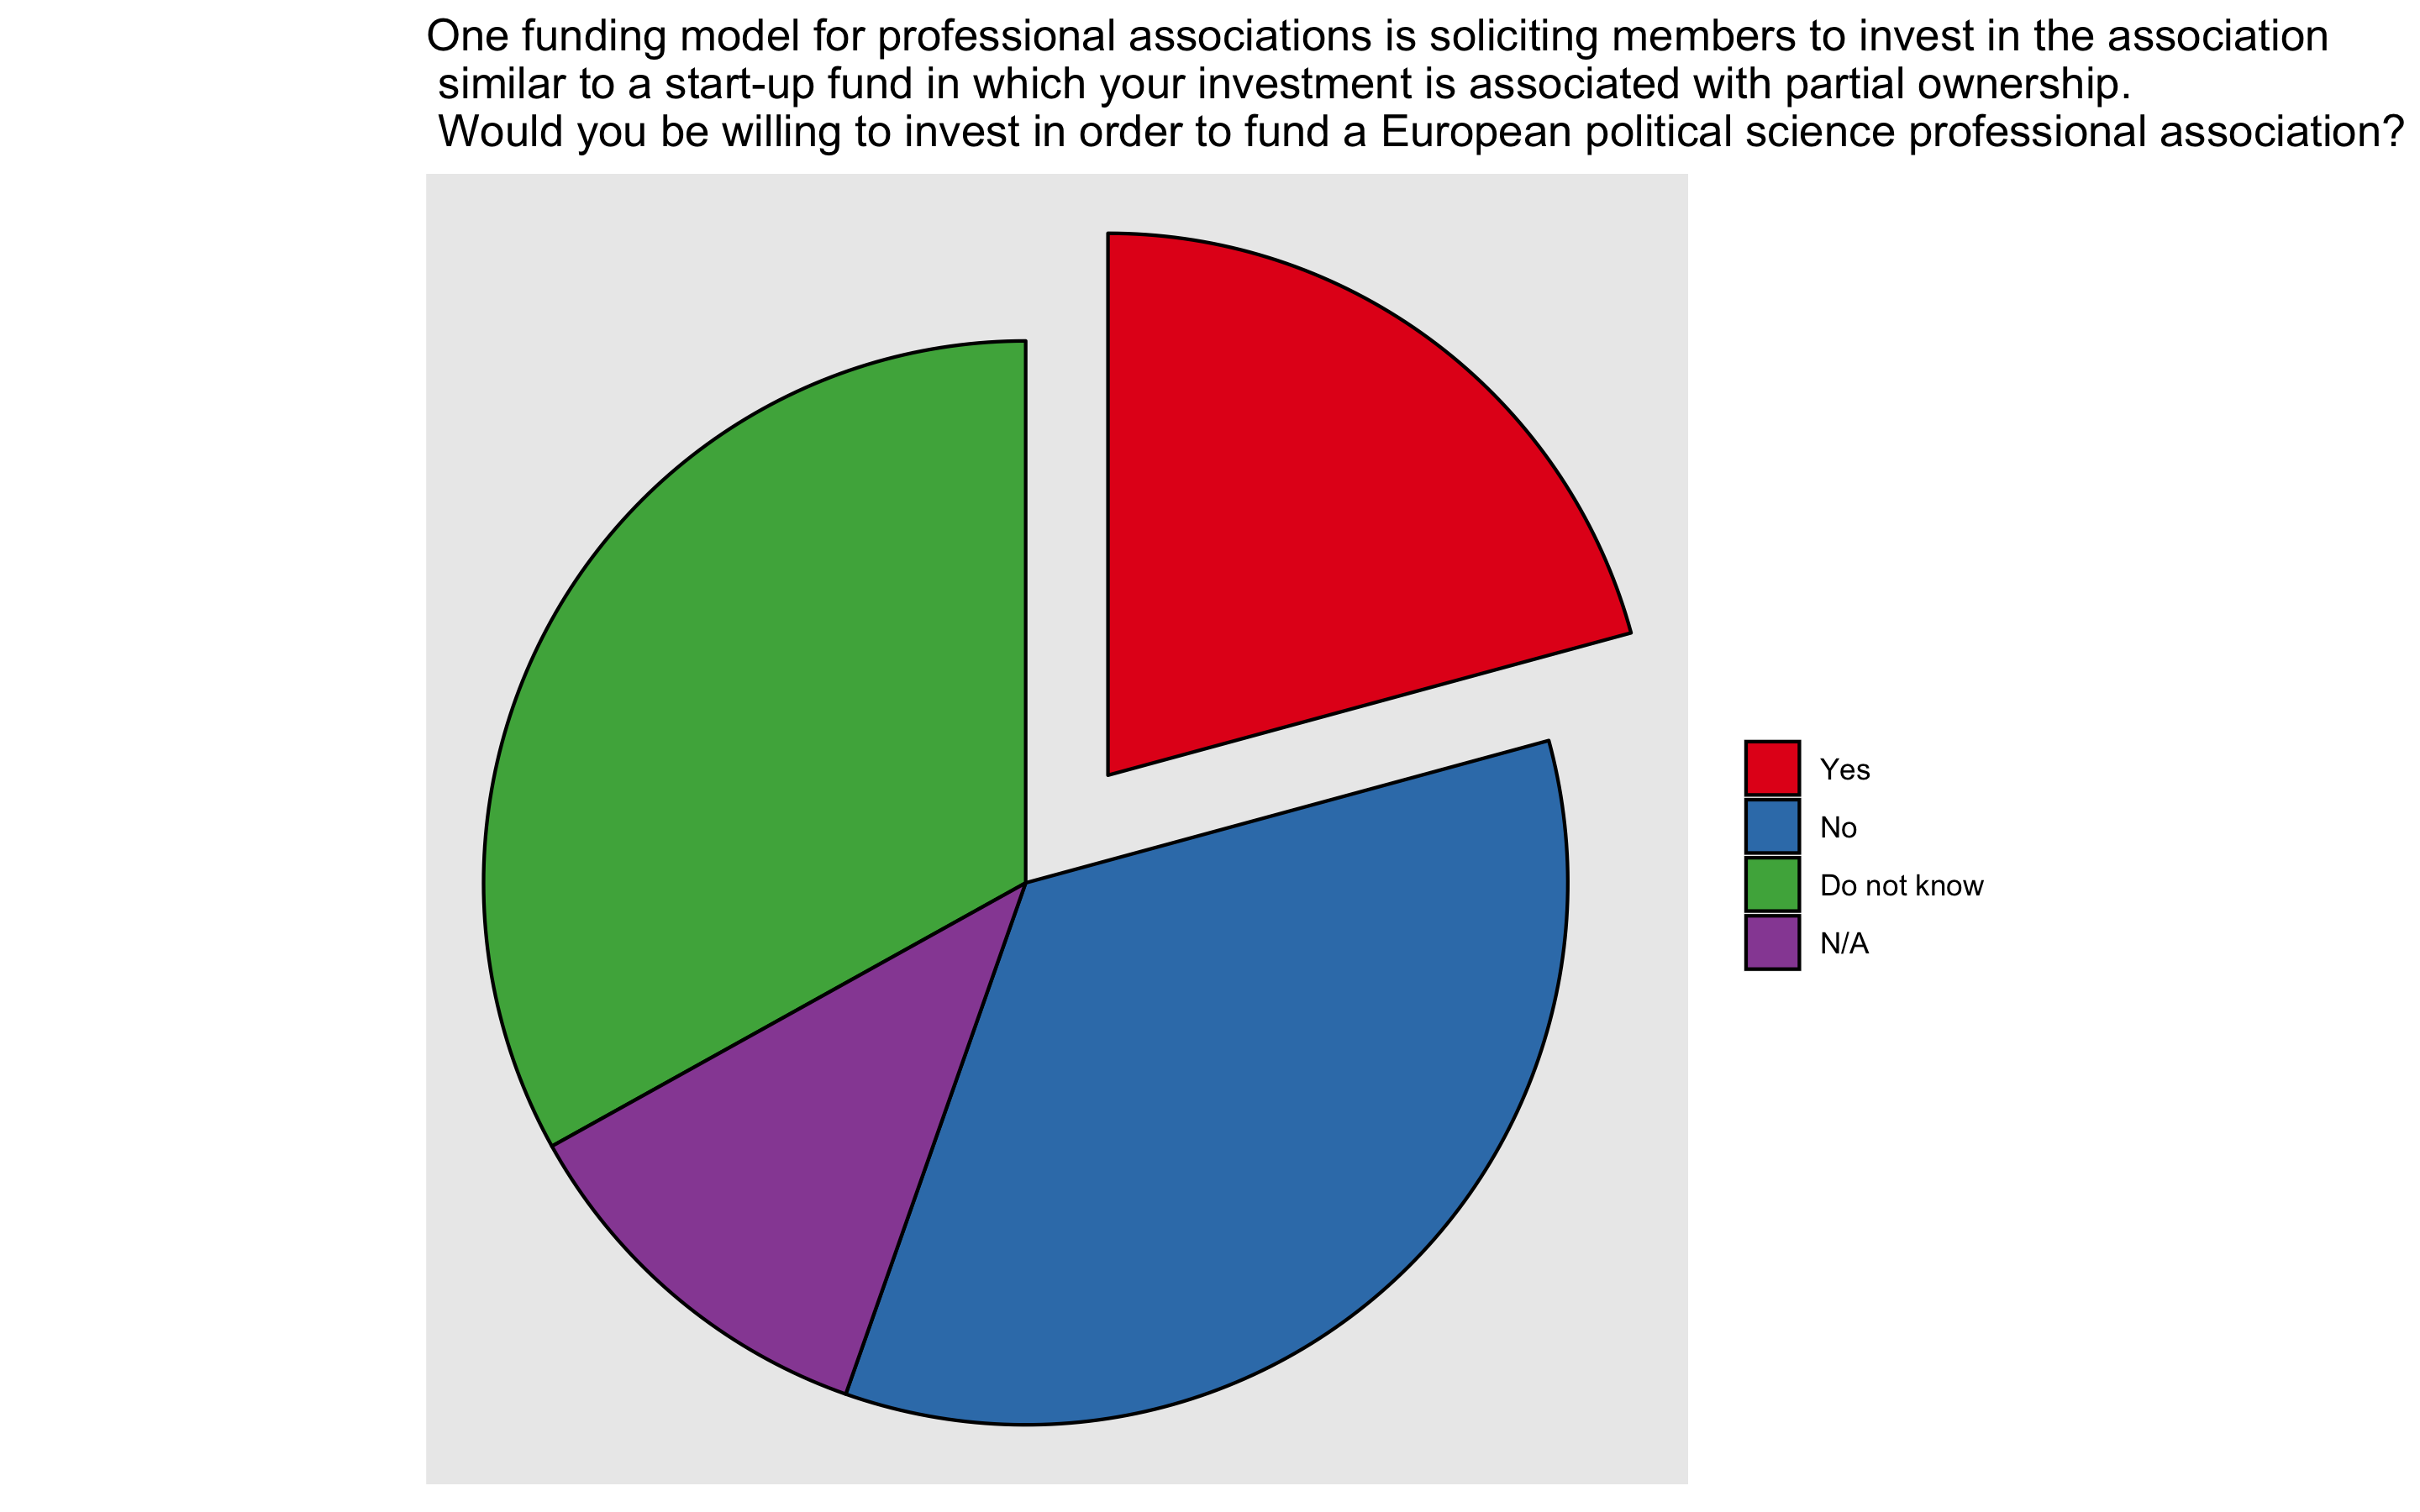 One funding model for professional associations is soliciting members to invest in the association
similar to a start-up fund in which your investment is associated with partial ownership.
Would you be willing to invest in order to fund a European political science professional association?
Yes
No
Do not know
N/A